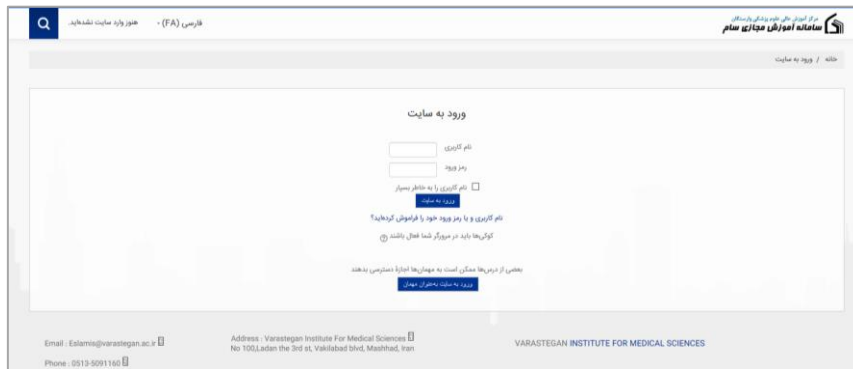 مرکز آموزش عالی علوم پزشکی وارستگان
سامانه آموزش مجازی سام
فارسی (FA)
هنوز وارد سایت نشده‌اید.
خانه / ورود به سایت
ورود به سایت
نام کاربری
رمز ورود
نام کاربری را به خاطر بسپار
ورود به سایت
نام کاربری و یا رمز ورود خود را فراموش کرده‌اید؟
کوکی‌ها باید در مرورگر شما فعال باشند
بعضی از درس‌ها ممکن است به مهمان‌ها اجازهٔ دسترسی بدهند
ورود به سایت به‌عنوان مهمان
Email : Eslamis@varastegan.ac.ir
Phone : 0513-5091160
Address : Varastegan Institute For Medical Sciences
No 100,Ladan the 3rd st, Vakilabad blvd, Mashhad, Iran
VARASTEGAN INSTITUTE FOR MEDICAL SCIENCES